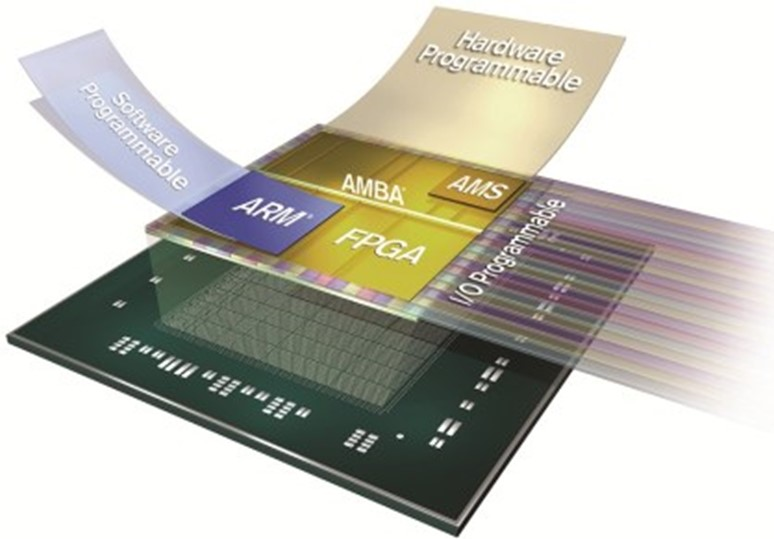 Hardware
Programmable
Software
Programmable
AMBA®
AMS
ARM®
FPGA
I/O Programmable